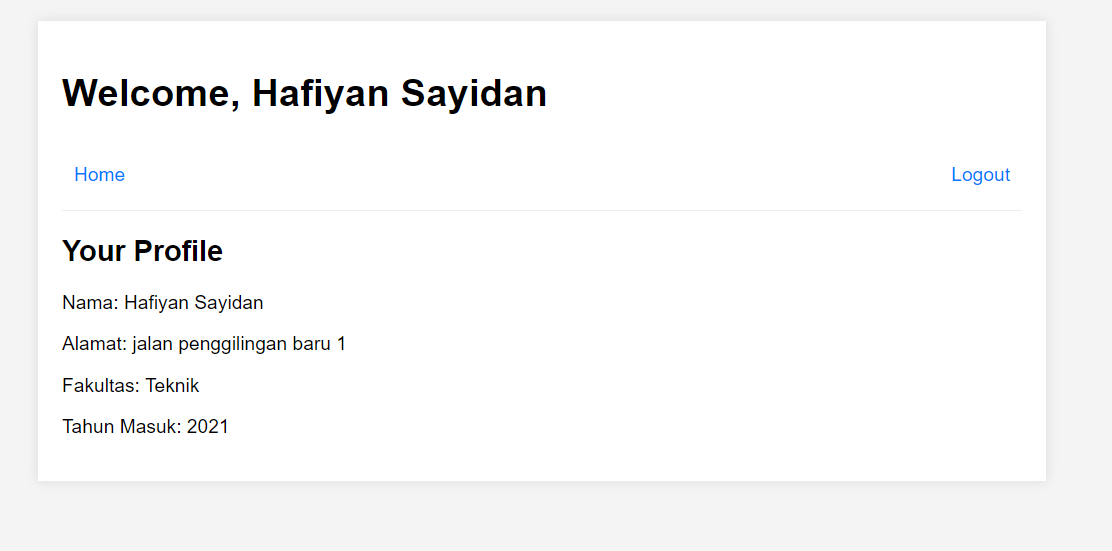 Welcome, Hafiyan Sayidan
Home Logout
Your Profile
Nama: Hafiyan Sayidan
Alamat: jalan penggilingan baru 1
Fakultas: Teknik
Tahun Masuk: 2021